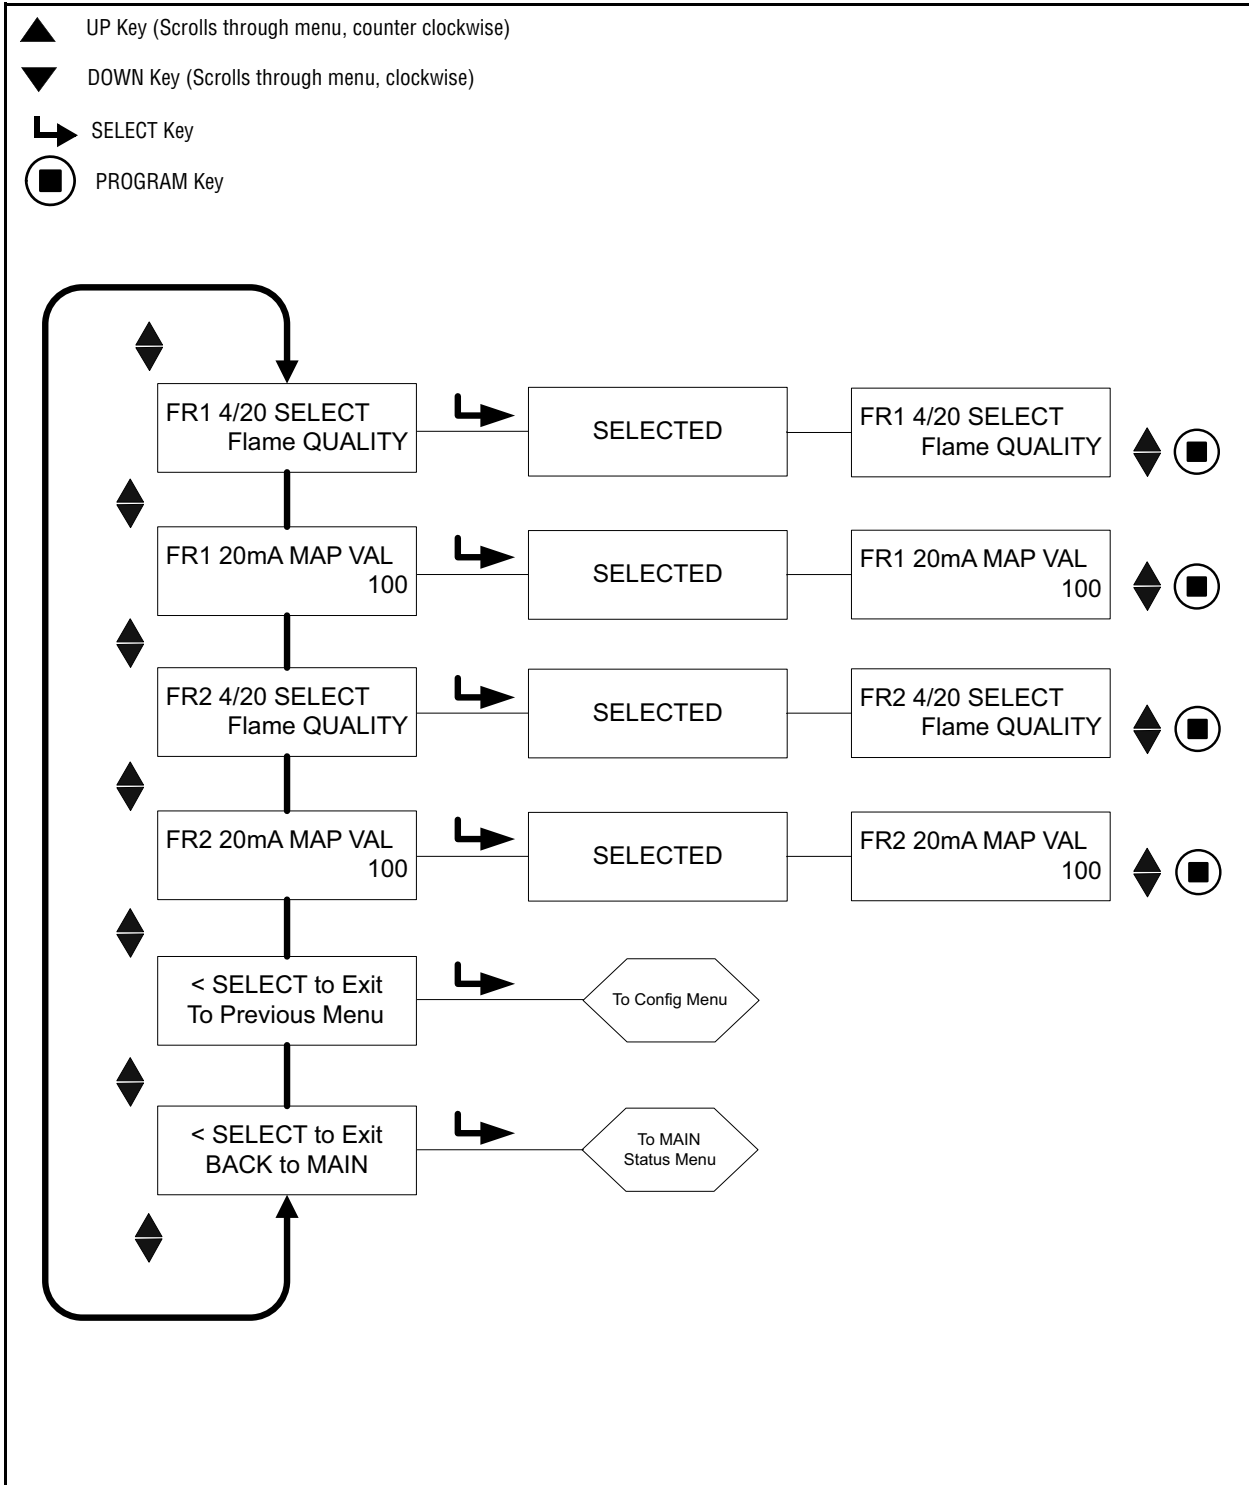 UP Key (Scrolls through menu, counter clockwise)
DOWN Key (Scrolls through menu, clockwise)
SELECT Key
PROGRAM Key
FR1 4/20 SELECT
Flame QUALITY
SELECTED
FR1 4/20 SELECT
Flame QUALITY
FR1 20mA MAP VAL
100
SELECTED
FR1 20mA MAP VAL
100
FR2 4/20 SELECT
Flame QUALITY
SELECTED
FR2 4/20 SELECT
Flame QUALITY
FR2 20mA MAP VAL
100
SELECTED
FR2 20mA MAP VAL
100
< SELECT to Exit
To Previous Menu
To Config Menu
< SELECT to Exit
BACK to MAIN
To MAIN
Status Menu